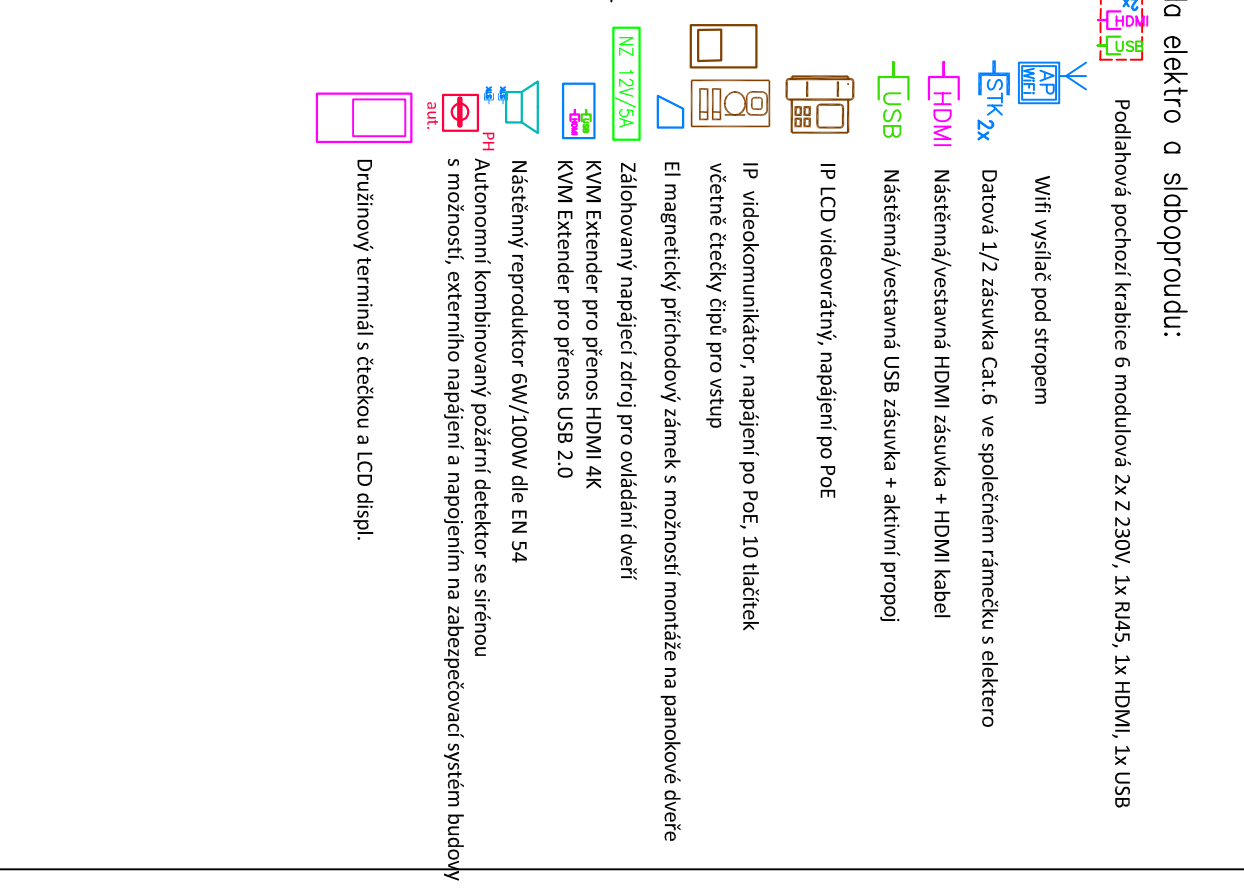 da elektro a slaboproudu:
2x
HDMI
USB
Podlahová pochozí krabice 6 modulová 2x Z 230V, 1x RJ45, 1x HDMI, 1x USB
AP
WiFi
Wifi vysílač pod stropem
STK 2x
Datová 1/2 zásuvka Cat.6 ve společném rámečku s elektero
HDMI
Nástěnná/vestavná HDMI zásuvka + HDMI kabel
USB
Nástěnná/vestavná USB zásuvka + aktivní propoj
IP LCD videovrátný, napájení po PoE
IP videokomunikátor, napájení po PoE, 10 tlačítek
včetně čtečky čipů pro vstup
El magnetický příchodový zámek s možností montáže na panokové dveře
NZ 12V/5A
Zálohovaný napájecí zdroj pro ovládání dveří
USB
HDMI
KVM Extender pro přenos HDMI 4K
KVM Extender pro přenos USB 2.0
Nástěnný reproduktor 6W/100W dle EN 54
PH
aut.
Autonomní kombinovaný požární detektor se sirénou
s možností, externího napájení a napojením na zabezpečovací systém budovy
Družinový terminál s čtečkou a LCD displ.